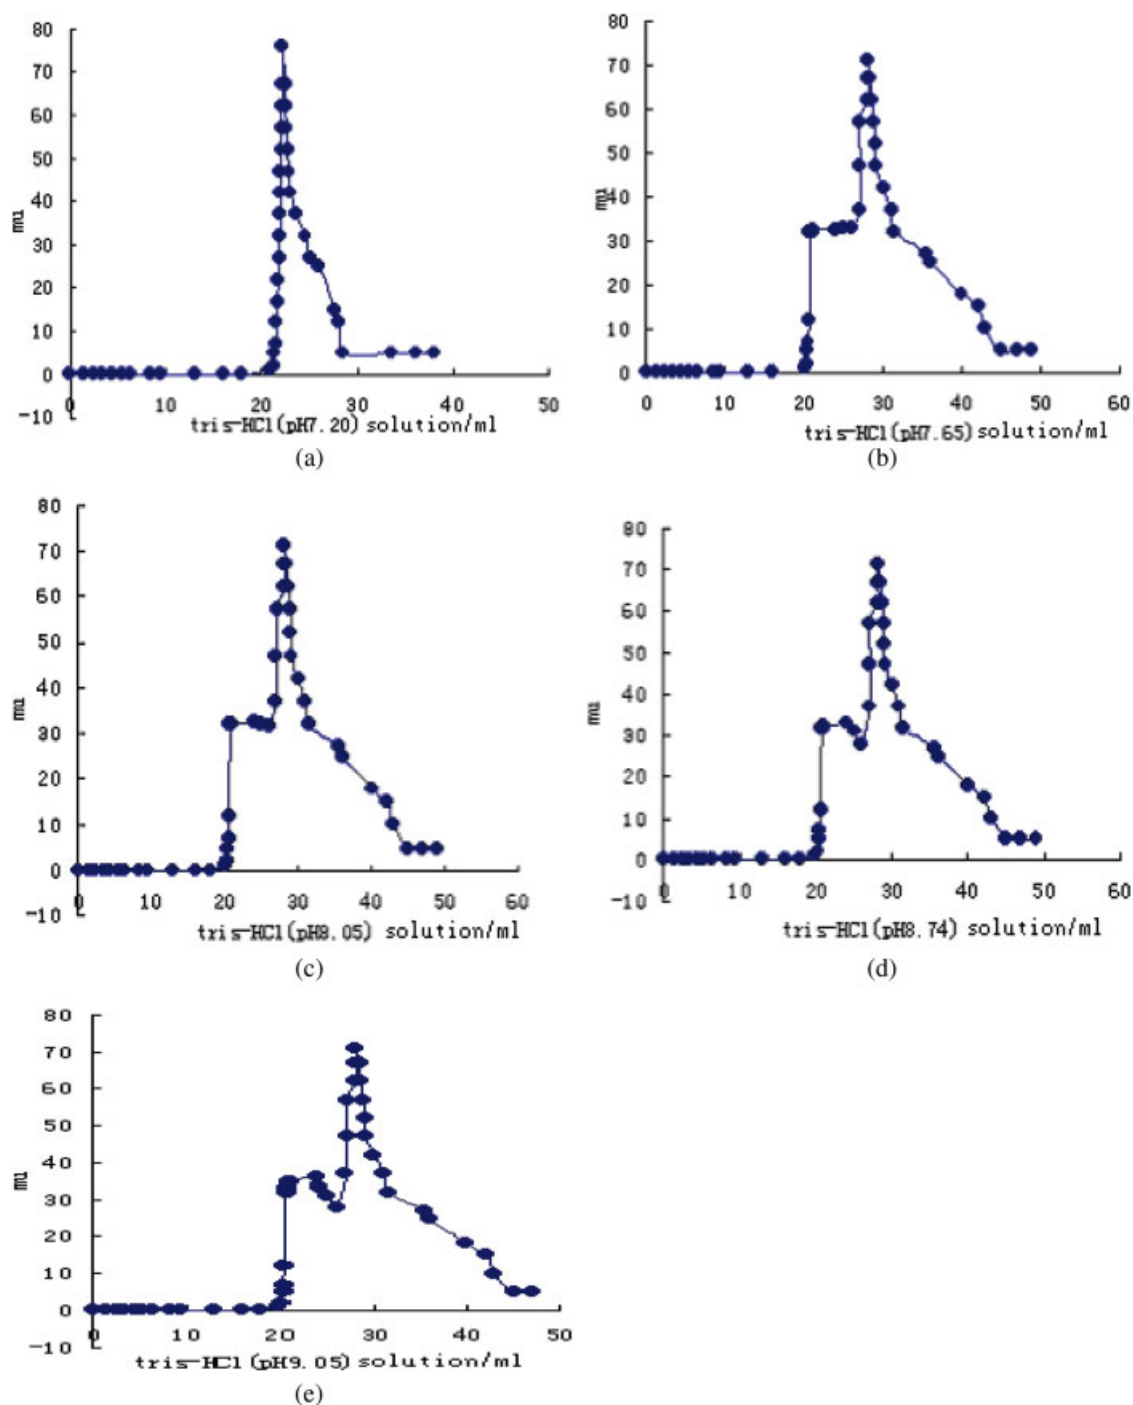 80
70
60
50
40
30
20
10
0
-10
mu
0 10 20 30 40 50
tris-HCl(pH7.20) solution/ml
(a)
80
70
60
50
40
30
20
10
0
mu
0 10 20 30 40 50 60
tris-HCl(pH7.65) solution/ml
(b)
80
70
60
50
40
30
20
10
0
-10
mu
0 10 20 30 40 50 60
tris-HCl(pH8.05) solution/ml
(c)
80
70
60
50
40
30
20
10
0
-10
mu
0 10 20 30 40 50 60
tris-HCl(pH8.74) solution/ml
(d)
80
70
60
50
40
30
20
10
0
-10
mu
0 10 20 30 40 50
tris-HCl(pH9.05) solution/ml
(e)